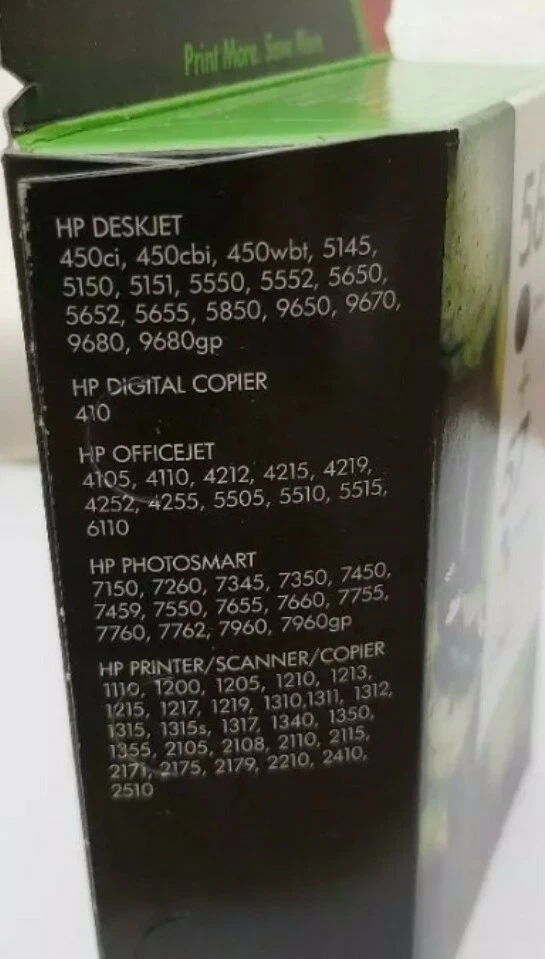 Print More. Save More
HP DESKJET
450ci, 450cbi, 450wbt, 5145,
5150, 5151, 5550, 5552, 5650,
5652, 5655, 5850, 9650, 9670,
9680, 9680gp
HP DIGITAL COPIER
410
HP OFFICEJET
4105, 4110, 4212, 4215, 4219,
4252, 4255, 5505, 5510, 5515,
6110
HP PHOTOSMART
7150, 7260, 7345, 7350, 7450,
7459, 7550, 7655, 7660, 7755,
7760, 7762, 7960, 7960gp
HP PRINTER/SCANNER/COPIER
1110, 1200, 1205, 1210, 1213,
1215, 1217, 1219, 1310,1311, 1312,
1315, 1315s, 1317, 1340, 1350,
1355, 2105, 2108, 2110, 2115,
2171, 2175, 2179, 2210, 2410,
2510
56
+